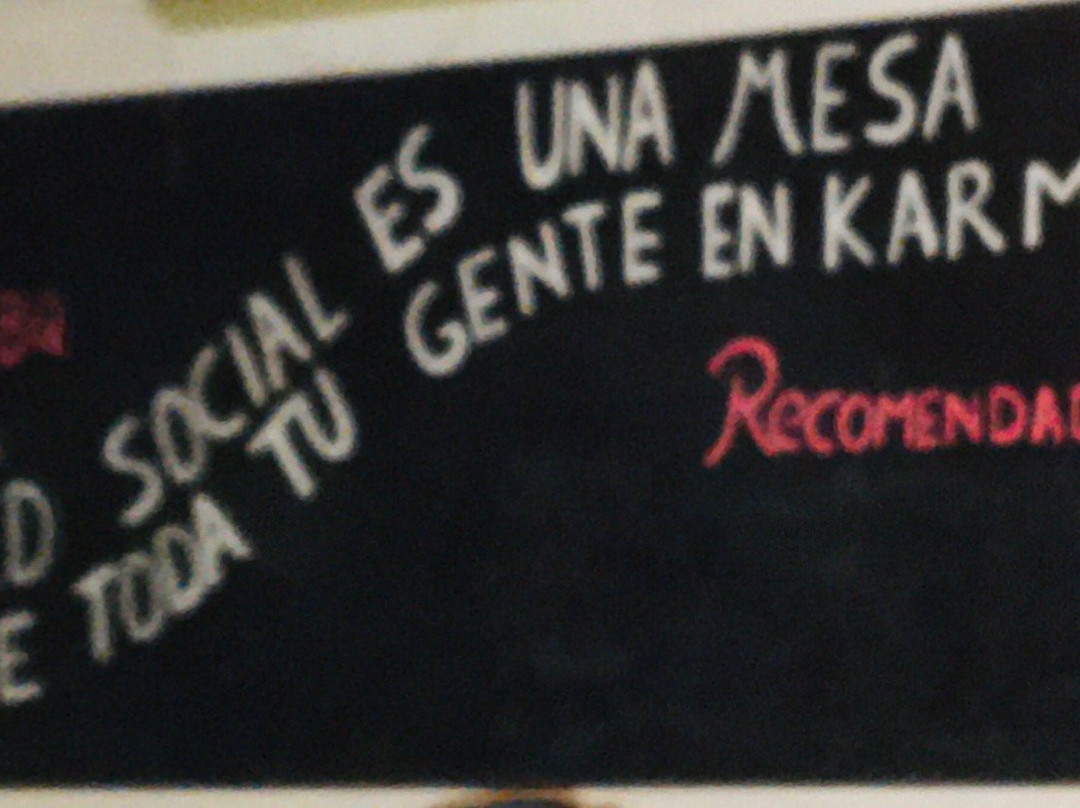 D SOCIAL ES UNA MESA
E TODA TU GENTE EN KARM
RECOMENDAD